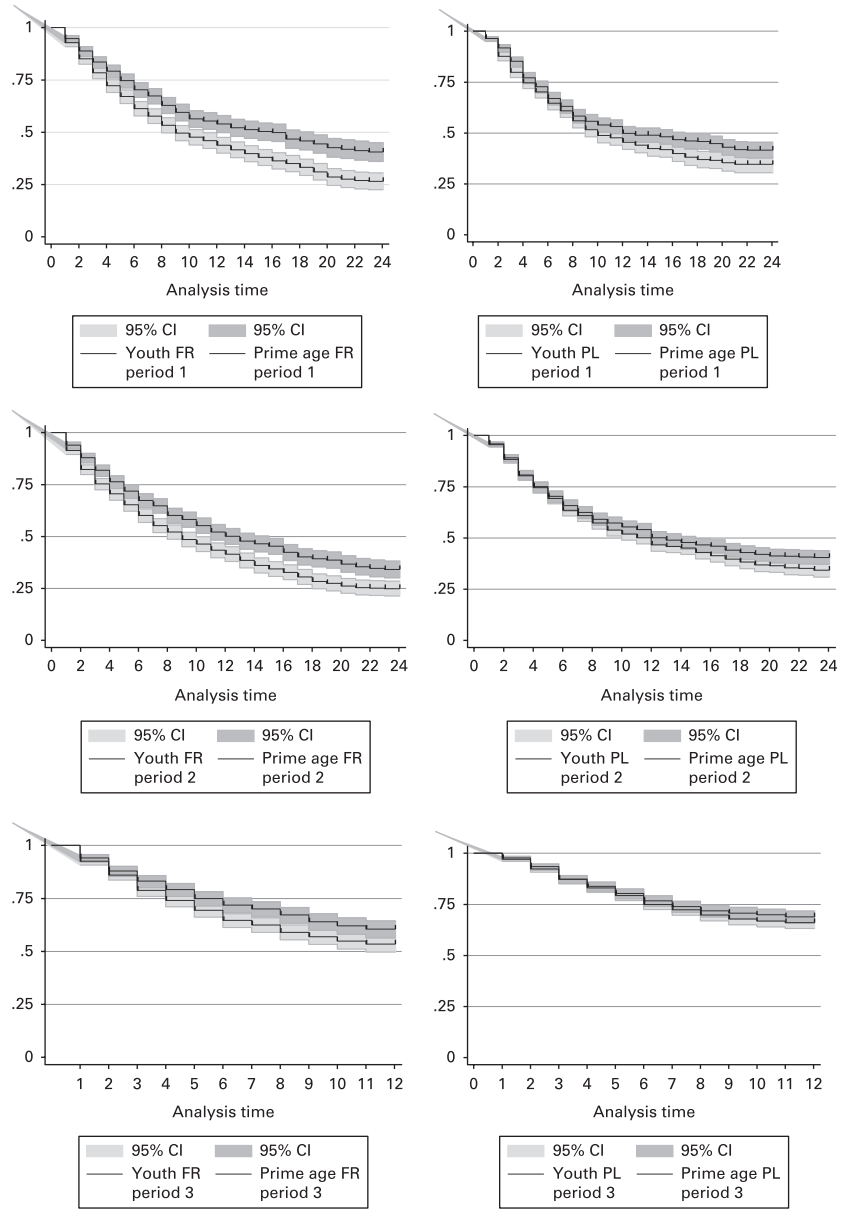 1
.75
.5
.25
0
0 2 4 6 8 10 12 14 16 18 20 22 24
Analysis time
95% CI 95% CI
Youth FR Prime age FR
period 1 period 1
1
.75
.5
.25
0
0 2 4 6 8 10 12 14 16 18 20 22 24
Analysis time
95% CI 95% CI
Youth PL Prime age PL
period 1 period 1
1
.75
.5
.25
0
0 2 4 6 8 10 12 14 16 18 20 22 24
Analysis time
95% CI 95% CI
Youth FR Prime age FR
period 2 period 2
1
.75
.5
.25
0
0 2 4 6 8 10 12 14 16 18 20 22 24
Analysis time
95% CI 95% CI
Youth PL Prime age PL
period 2 period 2
1
.75
.5
.25
0
1 2 3 4 5 6 7 8 9 10 11 12
Analysis time
95% CI 95% CI
Youth FR Prime age FR
period 3 period 3
1
.75
.5
.25
0
0 1 2 3 4 5 6 7 8 9 10 11 12
Analysis time
95% CI 95% CI
Youth PL Prime age PL
period 3 period 3